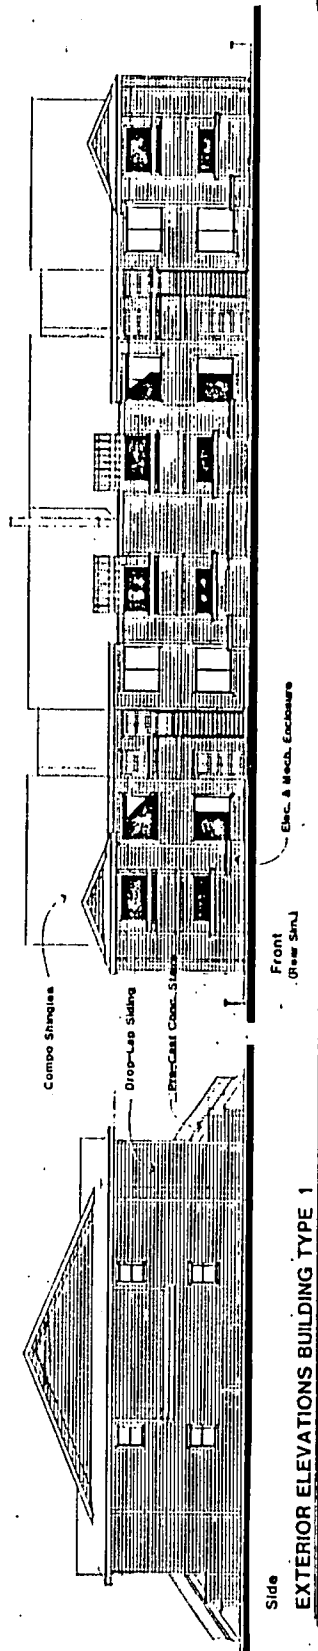 Compo Shingles
Drop-Lap Siding
Pre-Cast Conc. Stairs
Elec. & Mech. Enclosure
Front
(Rear Sim.)
Side
EXTERIOR ELEVATIONS BUILDING TYPE 1